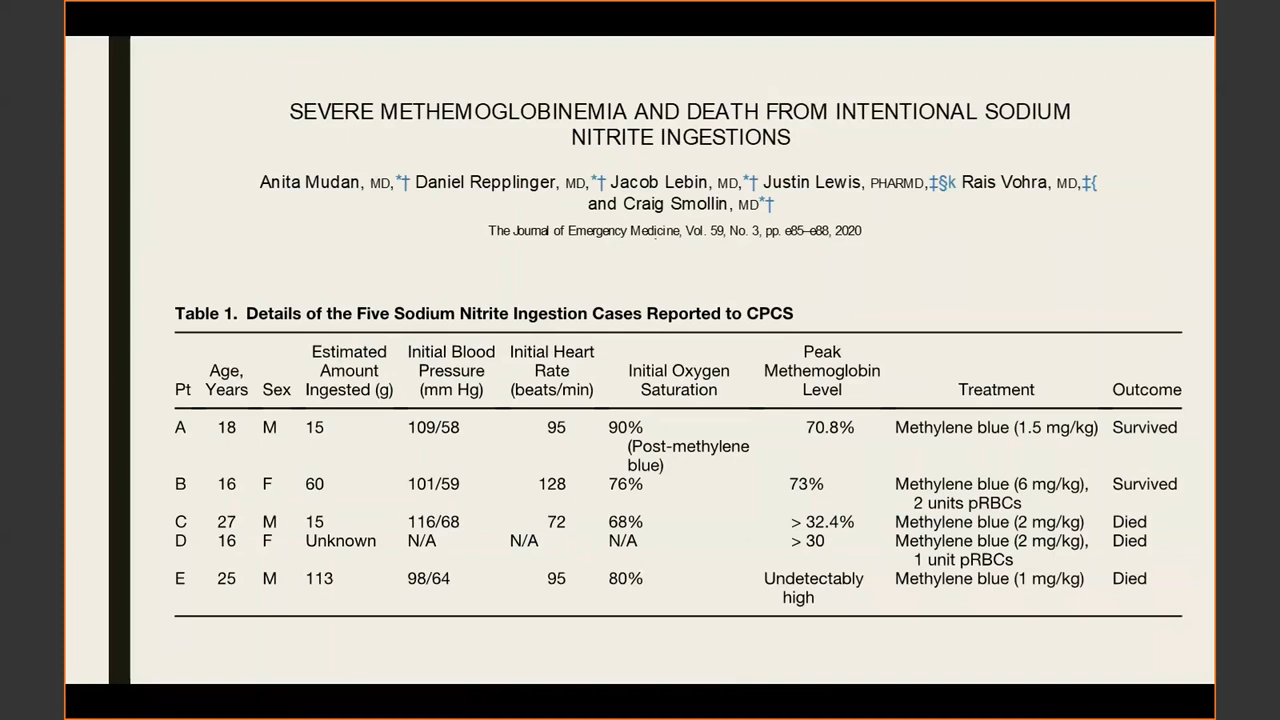 SEVERE METHEMOGLOBINEMIA AND DEATH FROM INTENTIONAL SODIUM
NITRITE INGESTIONS
Anita Mudan, MD,*† Daniel Repplinger, MD,*† Jacob Lebin, MD,*† Justin Lewis, PHARMD,‡§k Rais Vohra, MD,‡{
and Craig Smollin, MD*†
The Journal of Emergency Medicine, Vol. 59, No. 3, pp. e85–e88, 2020
Table 1. Details of the Five Sodium Nitrite Ingestion Cases Reported to CPCS
Estimated Initial Blood Initial Heart Peak
Age, Amount Pressure Rate Initial Oxygen Methemoglobin
Pt Years Sex Ingested (g) (mm Hg) (beats/min) Saturation Level Treatment Outcome
A 18 M 15 109/58 95 90% 70.8% Methylene blue (1.5 mg/kg) Survived
(Post-methylene
blue)
B 16 F 60 101/59 128 76% 73% Methylene blue (6 mg/kg), Survived
2 units pRBCs
C 27 M 15 116/68 72 68% > 32.4% Methylene blue (2 mg/kg) Died
D 16 F Unknown N/A N/A N/A > 30 Methylene blue (2 mg/kg), Died
1 unit pRBCs
E 25 M 113 98/64 95 80% Undetectably Methylene blue (1 mg/kg) Died
high